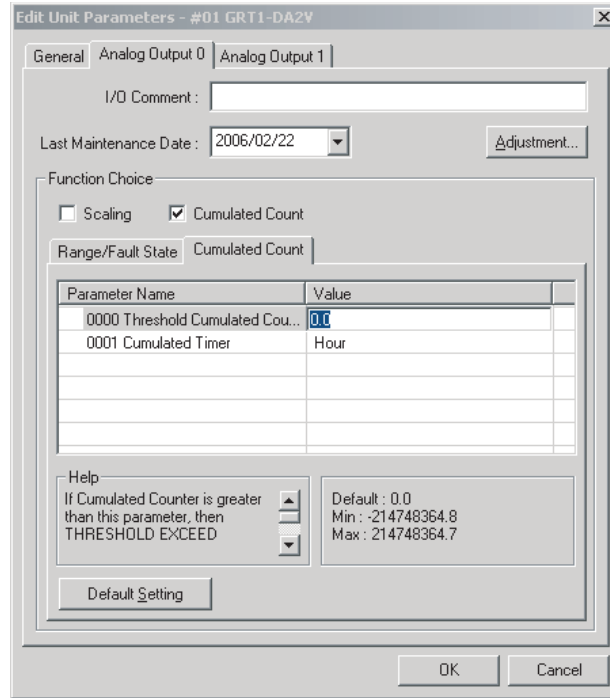 Edit Unit Parameters - #01 GRT1-DA2V
General Analog Output 0 Analog Output 1
I/O Comment :
Last Maintenance Date : 2006/02/22 Adjustment...
Function Choice
Scaling Cumulated Count
Range/Fault State Cumulated Count
Parameter Name Value
0000 Threshold Cumulated Cou... 0.0
0001 Cumulated Timer Hour
Help
If Cumulated Counter is greater
than this parameter, then
THRESHOLD EXCEED
Default : 0.0
Min : -214748364.8
Max : 214748364.7
Default Setting
OK Cancel